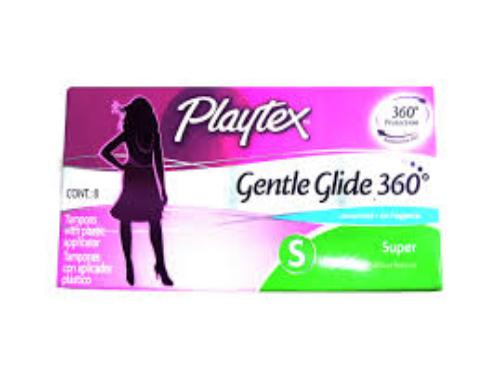 Playtex
360°
Protection
Gentle Glide 360°
CONT.: 8
Tampons
with plastic
applicator
Tampones
con aplicador
plástico
S
Super